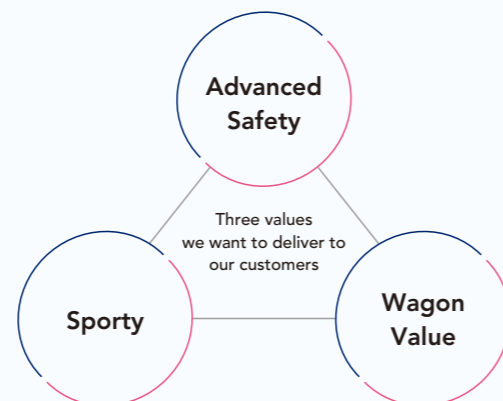 Advanced
Safety
Three values
we want to deliver to
our customers
Sporty
Wagon
Value